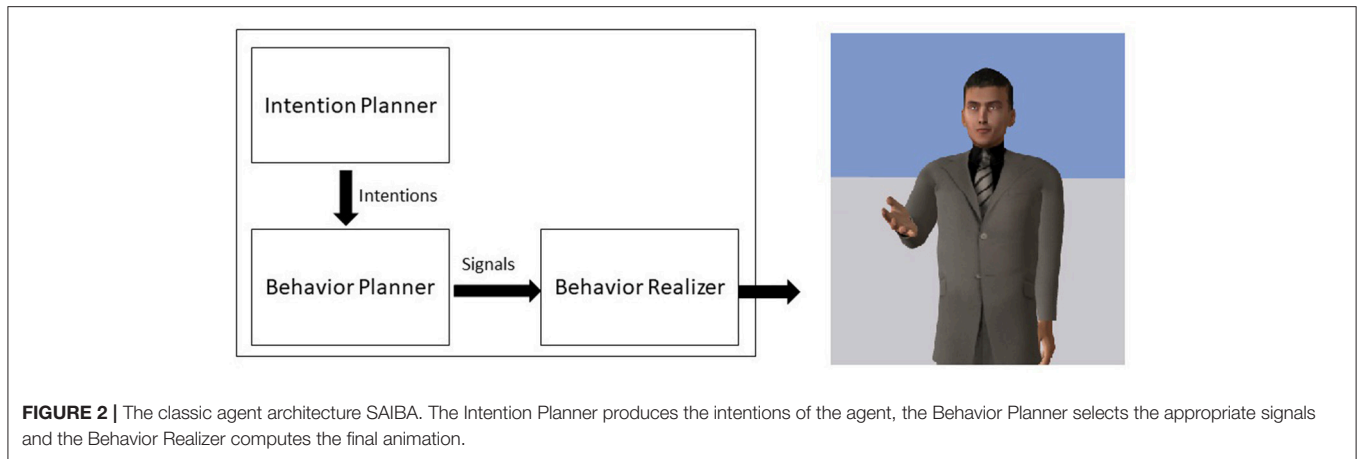 Intention Planner
Intentions
Behavior Planner
Signals
Behavior Realizer
FIGURE 2 | The classic agent architecture SAIBA. The Intention Planner produces the intentions of the agent, the Behavior Planner selects the appropriate signals
and the Behavior Realizer computes the final animation.